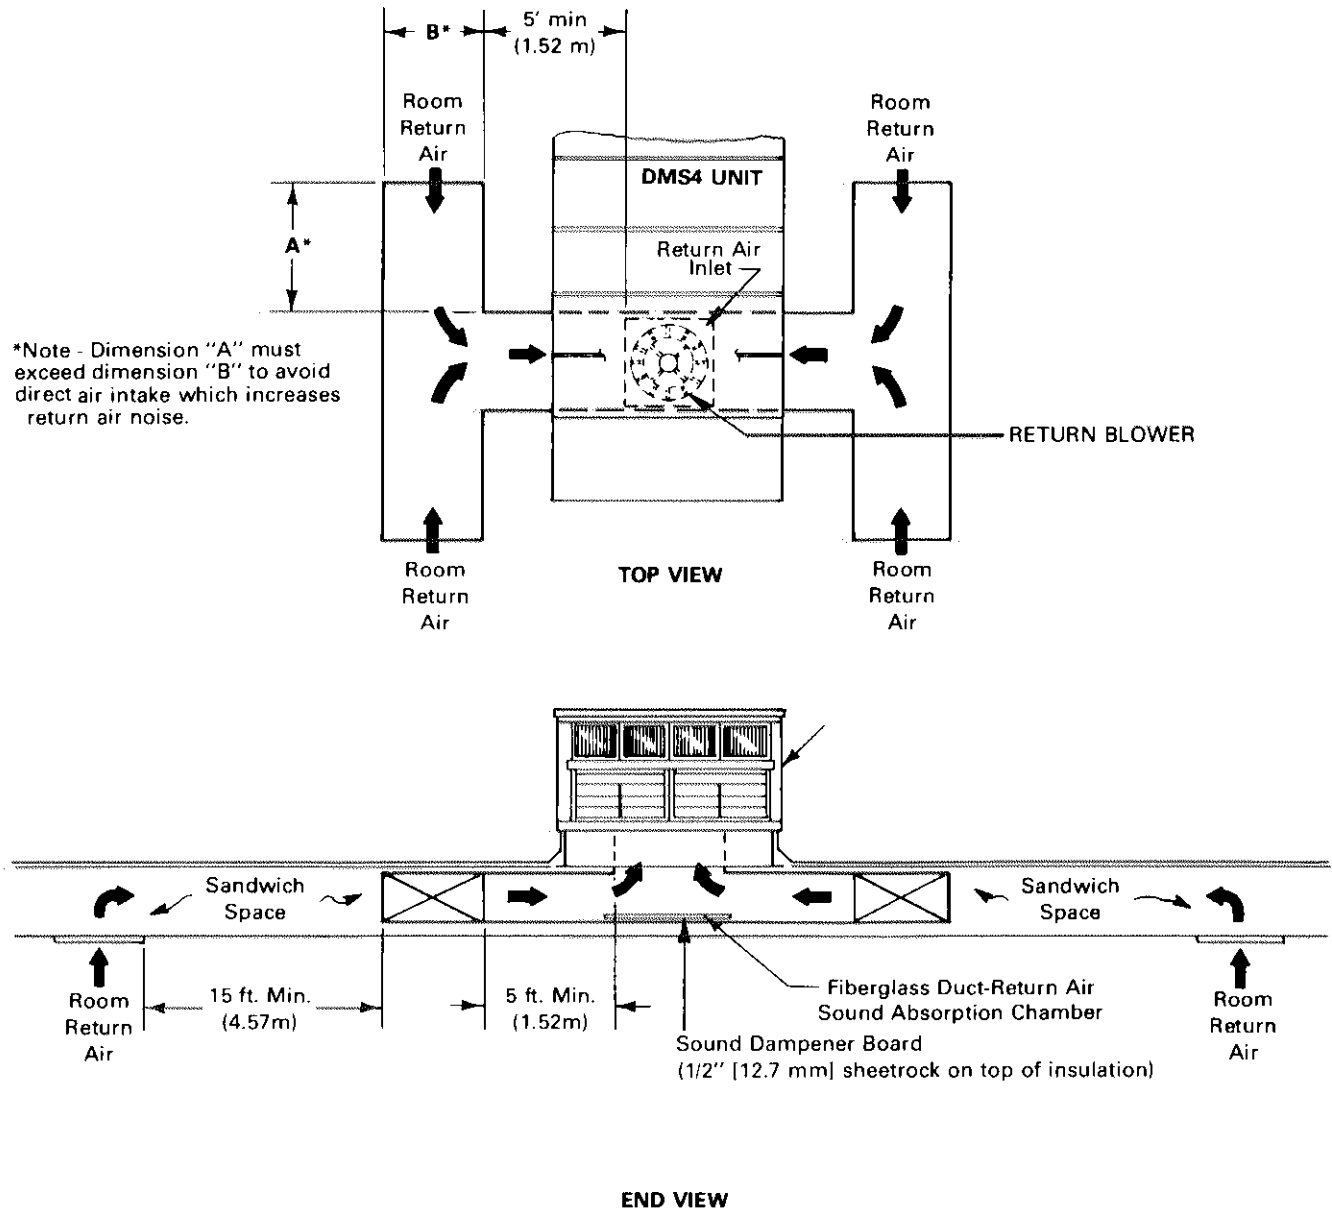 B*
5' min
(1.52 m)
Room
Return
Air
Room
Return
Air
DMS4 UNIT
A*
Return Air
Inlet
*Note - Dimension "A" must
exceed dimension "B" to avoid
direct air intake which increases
return air noise.
RETURN BLOWER
Room
Return
Air
TOP VIEW
Room
Return
Air
Sandwich
Space
Sandwich
Space
Room
Return
Air
15 ft. Min.
(4.57m)
5 ft. Min.
(1.52m)
Fiberglass Duct-Return Air
Sound Absorption Chamber
Sound Dampener Board
(1/2" [12.7 mm] sheetrock on top of insulation)
Room
Return
Air
END VIEW